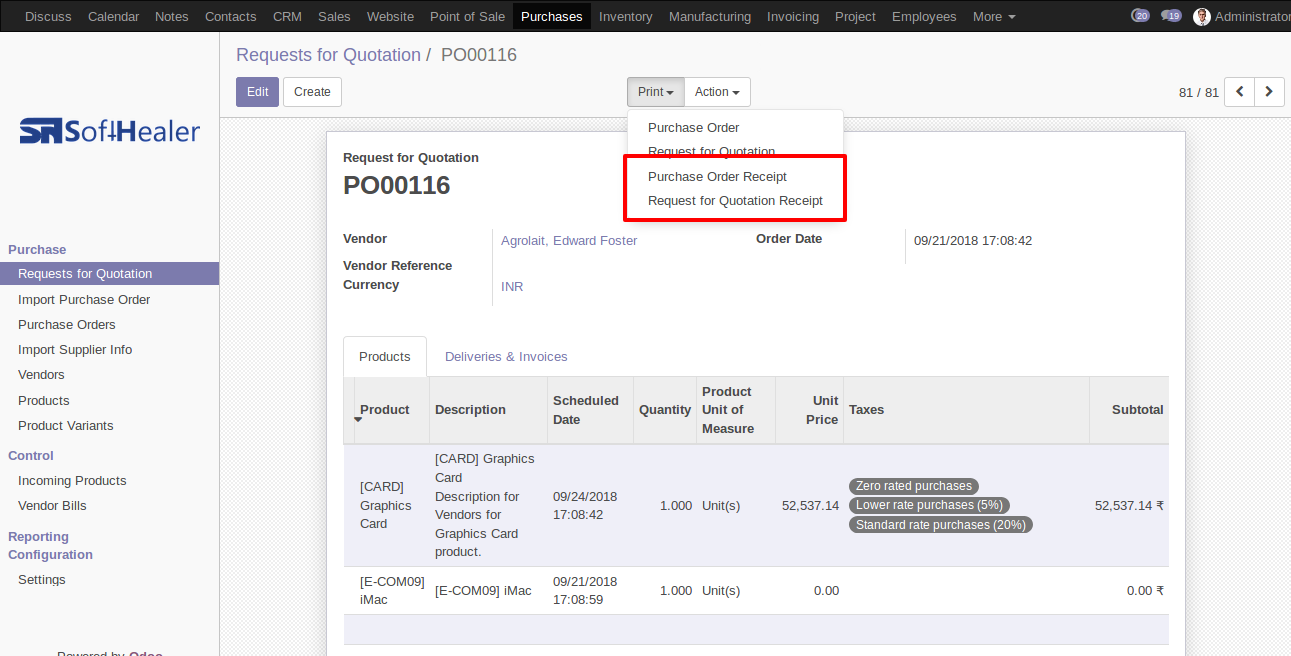 Discuss Calendar Notes Contacts CRM Sales Website Point of Sale Purchases Inventory Manufacturing Invoicing Project Employees More 20 19 Administrator
SoftHealer
Requests for Quotation / PO00116
Edit Create Print Action 81 / 81
Purchase Order
Request for Quotation
Purchase Order Receipt
Request for Quotation Receipt
Purchase
Requests for Quotation
Import Purchase Order
Purchase Orders
Import Supplier Info
Vendors
Products
Product Variants
Control
Incoming Products
Vendor Bills
Reporting
Configuration
Settings
Powered by Odoo
Request for Quotation
PO00116
Vendor Agrolait, Edward Foster Order Date 09/21/2018 17:08:42
Vendor Reference
Currency INR
Products Deliveries & Invoices
Product Description Scheduled Date Quantity Product Unit of Measure Unit Price Taxes Subtotal
[CARD] Graphics Card
[CARD] Graphics Card
Description for Vendors for Graphics Card product.
09/24/2018 17:08:42
1.000 Unit(s) 52,537.14
Zero rated purchases
Lower rate purchases (5%)
Standard rate purchases (20%)
52,537.14 ₹
[E-COM09] iMac
[E-COM09] iMac
09/21/2018 17:08:59
1.000 Unit(s) 0.00 0.00 ₹